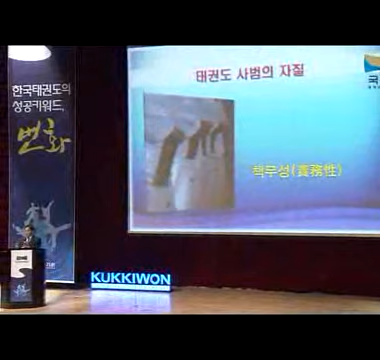 한국태권도의
성공키워드,
변화
태권도 사범의 자질
책무성(責務性)
국
KUKKIWON